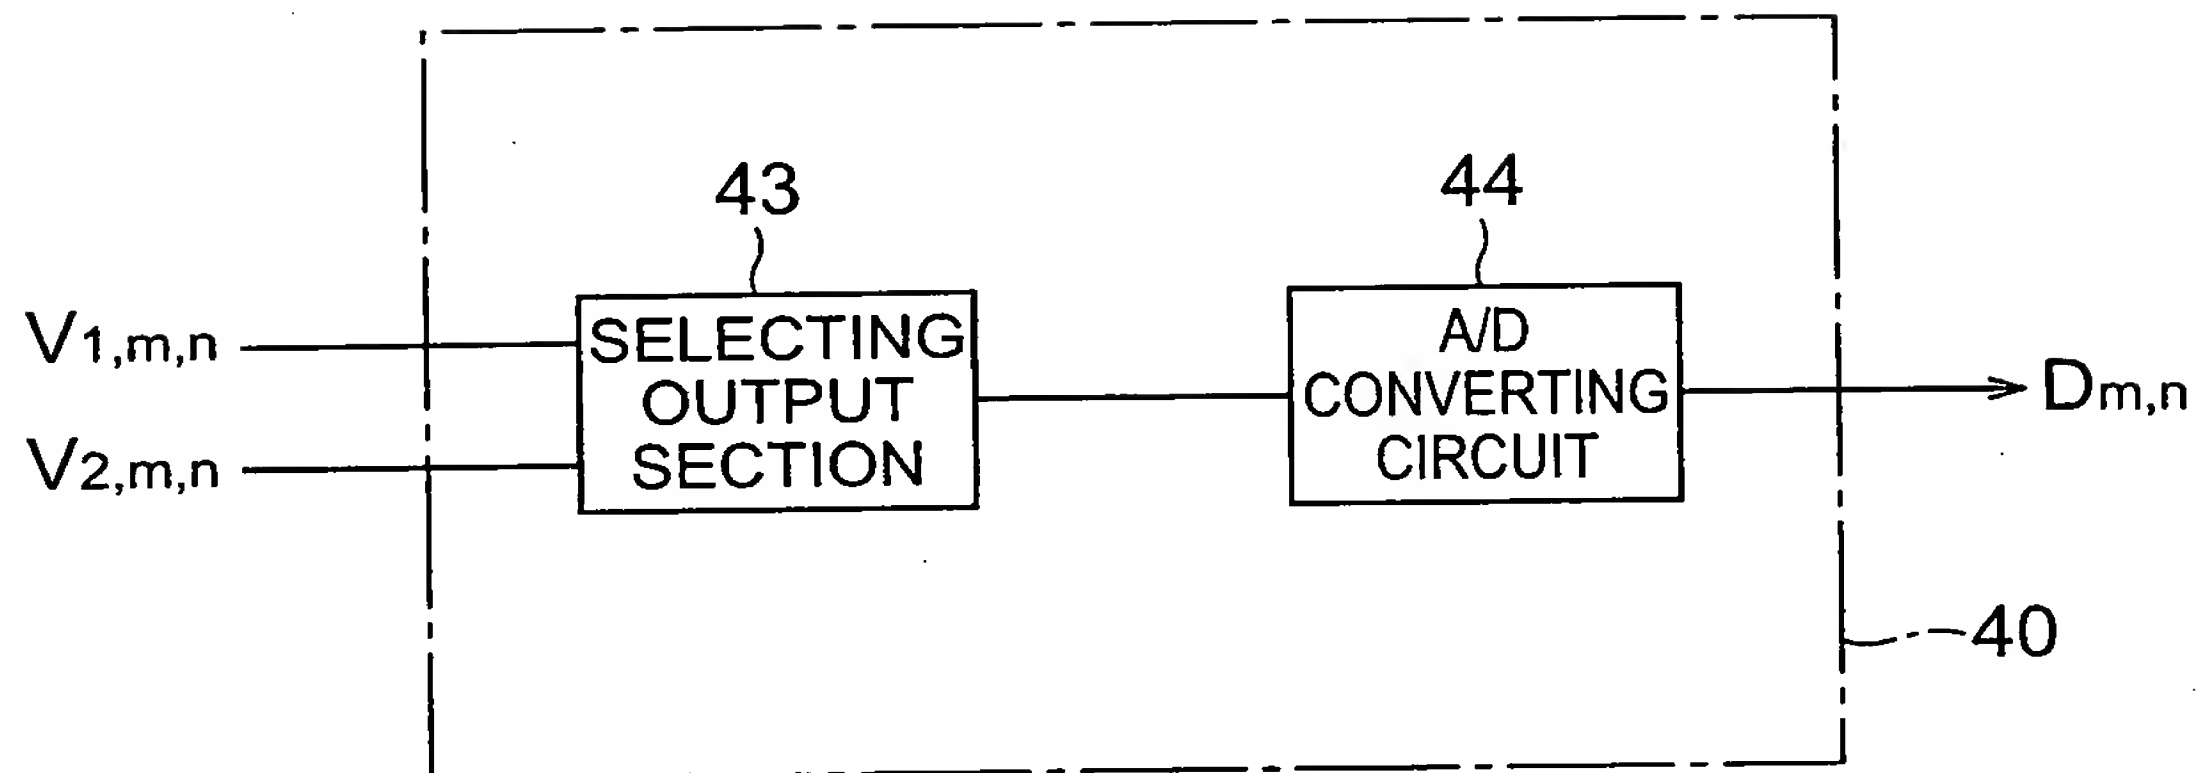 43
44
V1,m,n
V2,m,n
SELECTING
OUTPUT
SECTION
A/D
CONVERTING
CIRCUIT
Dm,n
40